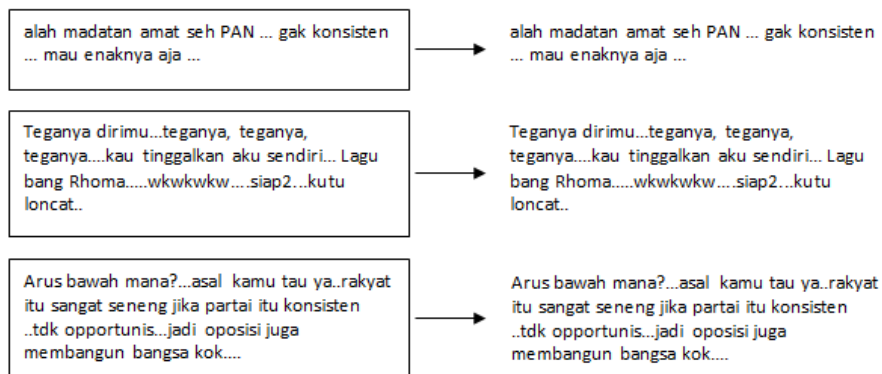 alah madatan amat seh PAN ... gak konsisten
... mau enaknya aja ...
alah madatan amat seh PAN ... gak konsisten
... mau enaknya aja ...
Teganya dirimu...teganya, teganya,
teganya....kau tinggalkan aku sendiri... Lagu
bang Rhoma.....wkwkwkw....siap2...kutu
loncat..
Teganya dirimu...teganya, teganya,
teganya....kau tinggalkan aku sendiri... Lagu
bang Rhoma.....wkwkwkw....siap2...kutu
loncat..
Arus bawah mana?...asal kamu tau ya..rakyat
itu sangat seneng jika partai itu konsisten
..tdk opportunis...jadi oposisi juga
membangun bangsa kok....
Arus bawah mana?...asal kamu tau ya..rakyat
itu sangat seneng jika partai itu konsisten
..tdk opportunis...jadi oposisi juga
membangun bangsa kok....